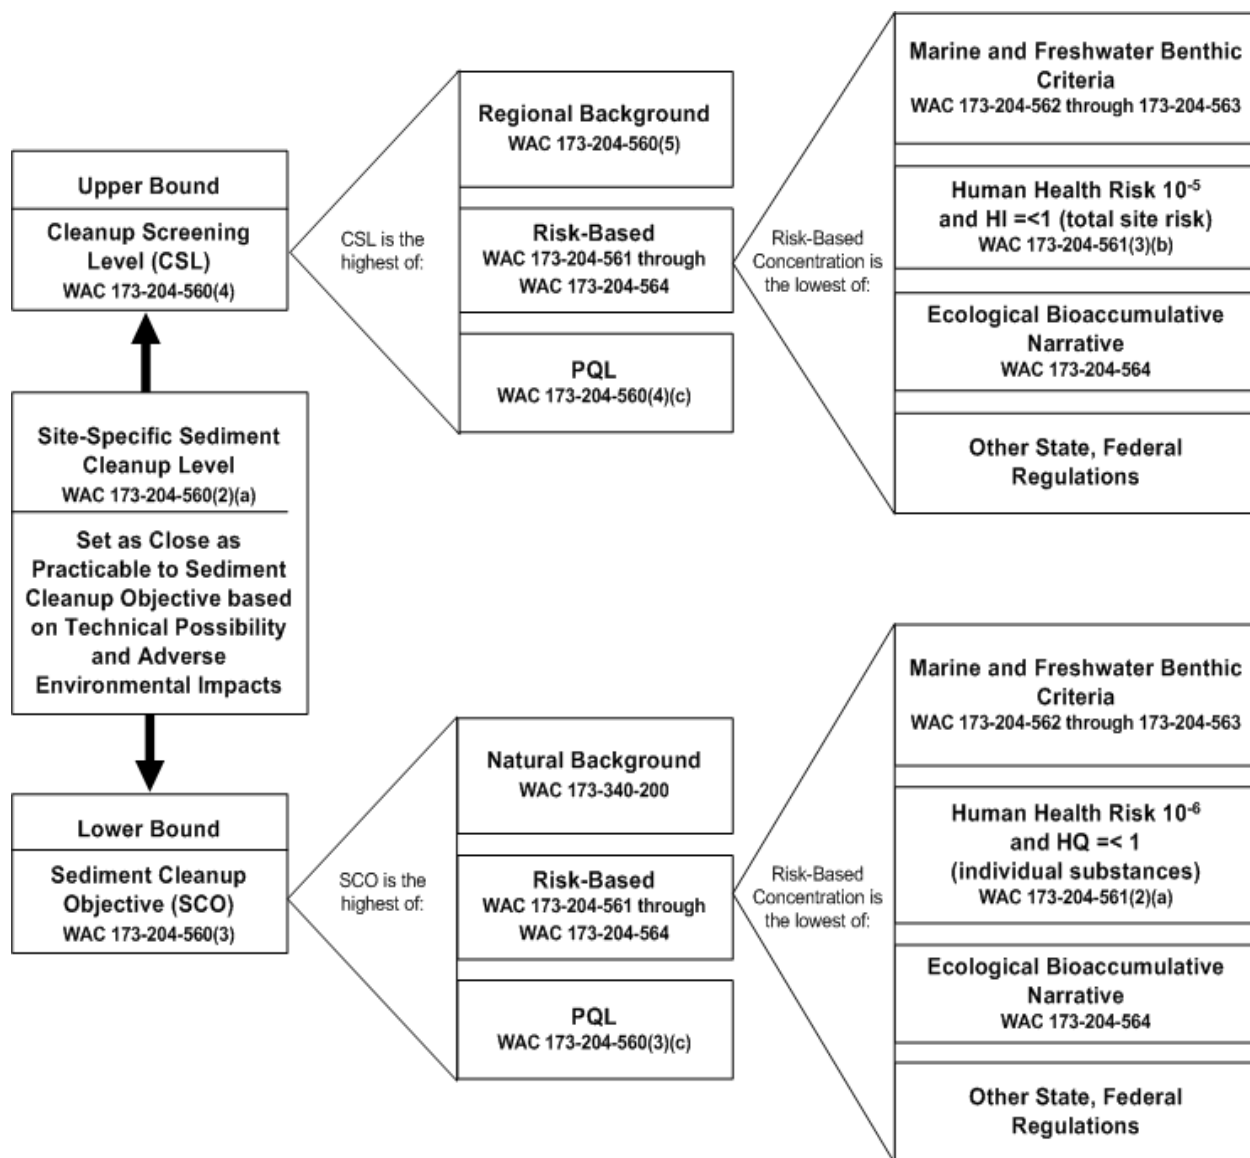 Upper Bound
Cleanup Screening
Level (CSL)
WAC 173-204-560(4)
Site-Specific Sediment
Cleanup Level
WAC 173-204-560(2)(a)
Set as Close as
Practicable to Sediment
Cleanup Objective based
on Technical Possibility
and Adverse
Environmental Impacts
Lower Bound
Sediment Cleanup
Objective (SCO)
WAC 173-204-560(3)
CSL is the
highest of:
Regional Background
WAC 173-204-560(5)
Risk-Based
WAC 173-204-561 through
WAC 173-204-564
PQL
WAC 173-204-560(4)(c)
Risk-Based
Concentration is
the lowest of:
Marine and Freshwater Benthic
Criteria
WAC 173-204-562 through 173-204-563
Human Health Risk 10⁻⁵
and HI =<1 (total site risk)
WAC 173-204-561(3)(b)
Ecological Bioaccumulative
Narrative
WAC 173-204-564
Other State, Federal
Regulations
SCO is the
highest of:
Natural Background
WAC 173-340-200
Risk-Based
WAC 173-204-561 through
WAC 173-204-564
PQL
WAC 173-204-560(3)(c)
Risk-Based
Concentration is
the lowest of:
Marine and Freshwater Benthic
Criteria
WAC 173-204-562 through 173-204-563
Human Health Risk 10⁻⁶
and HQ =< 1
(individual substances)
WAC 173-204-561(2)(a)
Ecological Bioaccumulative
Narrative
WAC 173-204-564
Other State, Federal
Regulations